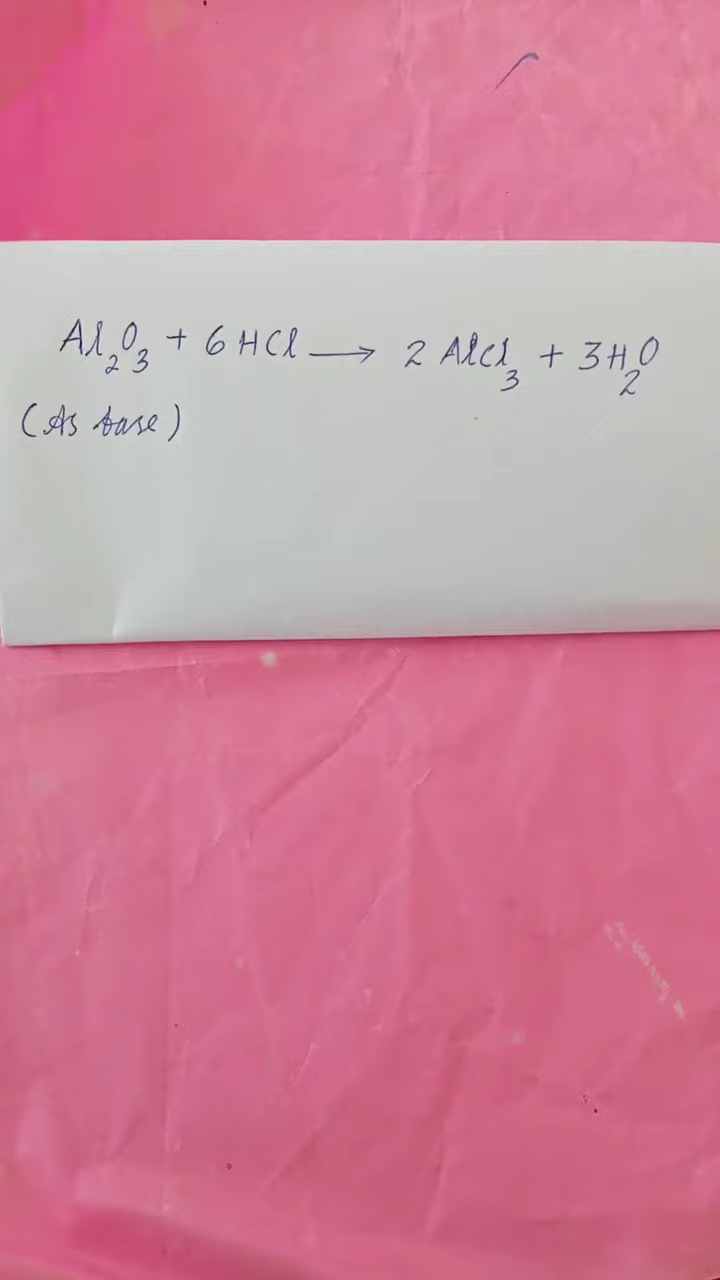 Al₂O₃ + 6HCl → 2AlCl₃ + 3H₂O
(As base)